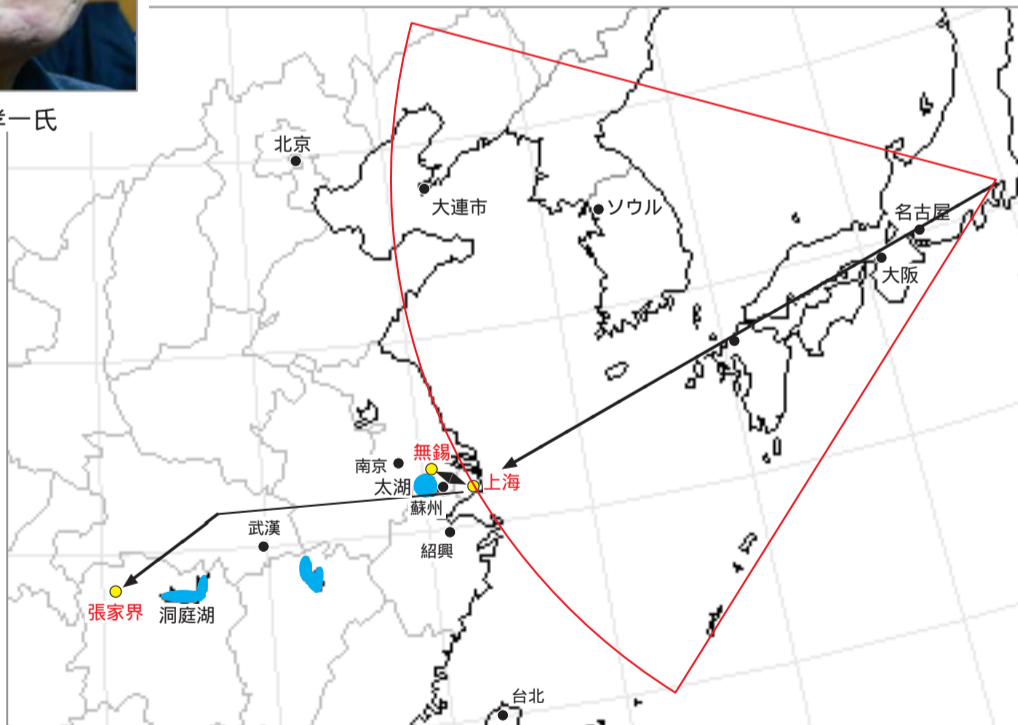 一氏
北京
大連市
ソウル
名古屋
大阪
無錫
南京
上海
太湖
蘇州
武漢
紹興
張家界
洞庭湖
台北